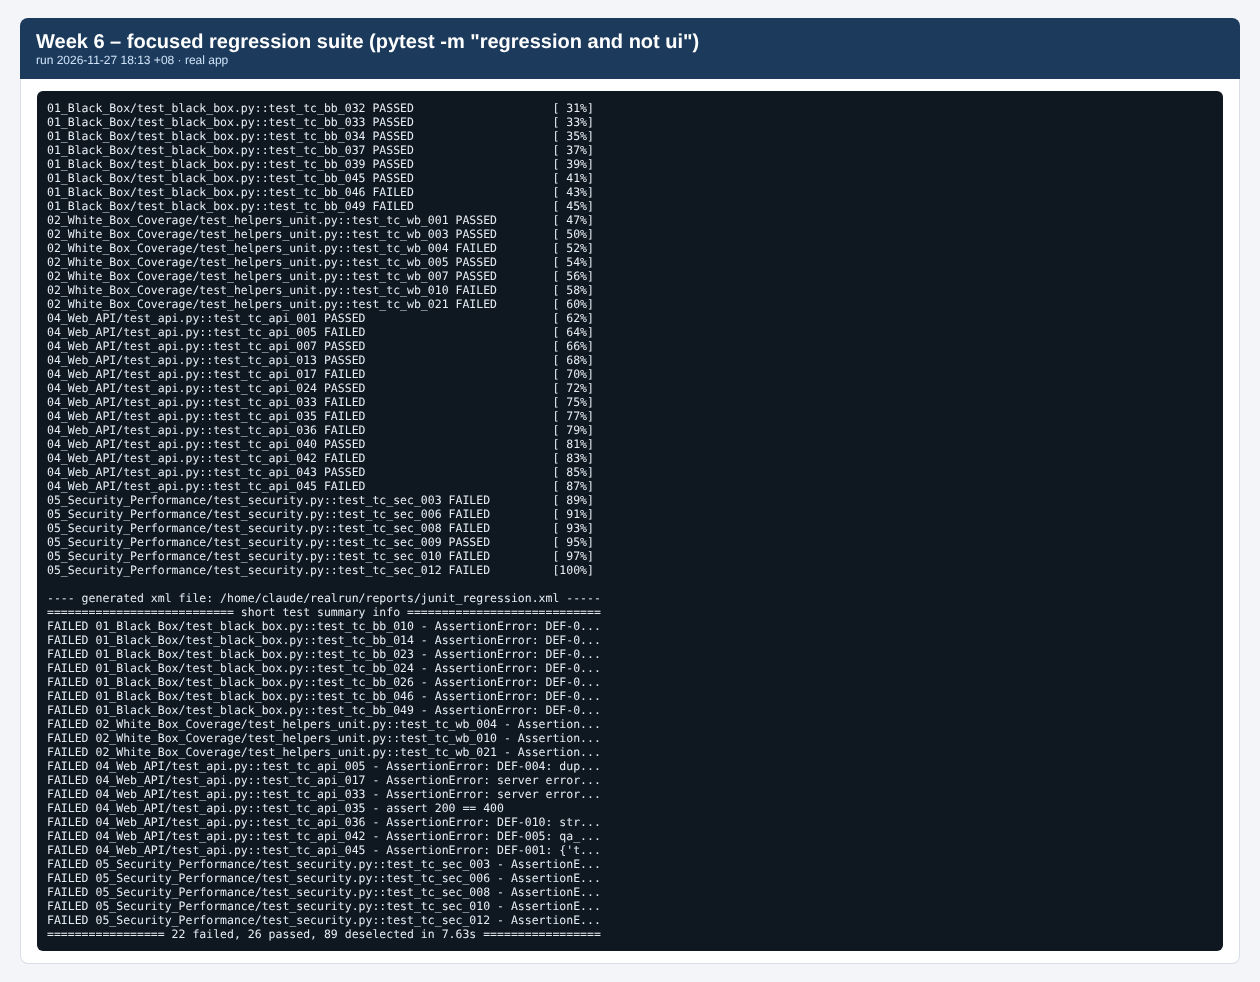 Week 6 – focused regression suite (pytest -m "regression and not ui")
run 2026-11-27 18:13 +08 · real app
01_Black_Box/test_black_box.py::test_tc_bb_032 PASSED                    [ 31%]
01_Black_Box/test_black_box.py::test_tc_bb_033 PASSED                    [ 33%]
01_Black_Box/test_black_box.py::test_tc_bb_034 PASSED                    [ 35%]
01_Black_Box/test_black_box.py::test_tc_bb_037 PASSED                    [ 37%]
01_Black_Box/test_black_box.py::test_tc_bb_039 PASSED                    [ 39%]
01_Black_Box/test_black_box.py::test_tc_bb_045 PASSED                    [ 41%]
01_Black_Box/test_black_box.py::test_tc_bb_046 FAILED                    [ 43%]
01_Black_Box/test_black_box.py::test_tc_bb_049 FAILED                    [ 45%]
02_White_Box_Coverage/test_helpers_unit.py::test_tc_wb_001 PASSED        [ 47%]
02_White_Box_Coverage/test_helpers_unit.py::test_tc_wb_003 PASSED        [ 50%]
02_White_Box_Coverage/test_helpers_unit.py::test_tc_wb_004 FAILED        [ 52%]
02_White_Box_Coverage/test_helpers_unit.py::test_tc_wb_005 PASSED        [ 54%]
02_White_Box_Coverage/test_helpers_unit.py::test_tc_wb_007 PASSED        [ 56%]
02_White_Box_Coverage/test_helpers_unit.py::test_tc_wb_010 FAILED        [ 58%]
02_White_Box_Coverage/test_helpers_unit.py::test_tc_wb_021 FAILED        [ 60%]
04_Web_API/test_api.py::test_tc_api_001 PASSED                           [ 62%]
04_Web_API/test_api.py::test_tc_api_005 FAILED                           [ 64%]
04_Web_API/test_api.py::test_tc_api_007 PASSED                           [ 66%]
04_Web_API/test_api.py::test_tc_api_013 PASSED                           [ 68%]
04_Web_API/test_api.py::test_tc_api_017 FAILED                           [ 70%]
04_Web_API/test_api.py::test_tc_api_024 PASSED                           [ 72%]
04_Web_API/test_api.py::test_tc_api_033 FAILED                           [ 75%]
04_Web_API/test_api.py::test_tc_api_035 FAILED                           [ 77%]
04_Web_API/test_api.py::test_tc_api_036 FAILED                           [ 79%]
04_Web_API/test_api.py::test_tc_api_040 PASSED                           [ 81%]
04_Web_API/test_api.py::test_tc_api_042 FAILED                           [ 83%]
04_Web_API/test_api.py::test_tc_api_043 PASSED                           [ 85%]
04_Web_API/test_api.py::test_tc_api_045 FAILED                           [ 87%]
05_Security_Performance/test_security.py::test_tc_sec_003 FAILED         [ 89%]
05_Security_Performance/test_security.py::test_tc_sec_006 FAILED         [ 91%]
05_Security_Performance/test_security.py::test_tc_sec_008 FAILED         [ 93%]
05_Security_Performance/test_security.py::test_tc_sec_009 PASSED         [ 95%]
05_Security_Performance/test_security.py::test_tc_sec_010 FAILED         [ 97%]
05_Security_Performance/test_security.py::test_tc_sec_012 FAILED         [100%]
---- generated xml file: /home/claude/realrun/reports/junit_regression.xml -----
=========================== short test summary info ============================
FAILED 01_Black_Box/test_black_box.py::test_tc_bb_010 - AssertionError: DEF-0...
FAILED 01_Black_Box/test_black_box.py::test_tc_bb_014 - AssertionError: DEF-0...
FAILED 01_Black_Box/test_black_box.py::test_tc_bb_023 - AssertionError: DEF-0...
FAILED 01_Black_Box/test_black_box.py::test_tc_bb_024 - AssertionError: DEF-0...
FAILED 01_Black_Box/test_black_box.py::test_tc_bb_026 - AssertionError: DEF-0...
FAILED 01_Black_Box/test_black_box.py::test_tc_bb_046 - AssertionError: DEF-0...
FAILED 01_Black_Box/test_black_box.py::test_tc_bb_049 - AssertionError: DEF-0...
FAILED 02_White_Box_Coverage/test_helpers_unit.py::test_tc_wb_004 - Assertion...
FAILED 02_White_Box_Coverage/test_helpers_unit.py::test_tc_wb_010 - Assertion...
FAILED 02_White_Box_Coverage/test_helpers_unit.py::test_tc_wb_021 - Assertion...
FAILED 04_Web_API/test_api.py::test_tc_api_005 - AssertionError: DEF-004: dup...
FAILED 04_Web_API/test_api.py::test_tc_api_017 - AssertionError: server error...
FAILED 04_Web_API/test_api.py::test_tc_api_033 - AssertionError: server error...
FAILED 04_Web_API/test_api.py::test_tc_api_035 - assert 200 == 400
FAILED 04_Web_API/test_api.py::test_tc_api_036 - AssertionError: DEF-010: str...
FAILED 04_Web_API/test_api.py::test_tc_api_042 - AssertionError: DEF-005: qa_...
FAILED 04_Web_API/test_api.py::test_tc_api_045 - AssertionError: DEF-001: {'t...
FAILED 05_Security_Performance/test_security.py::test_tc_sec_003 - AssertionE...
FAILED 05_Security_Performance/test_security.py::test_tc_sec_006 - AssertionE...
FAILED 05_Security_Performance/test_security.py::test_tc_sec_008 - AssertionE...
FAILED 05_Security_Performance/test_security.py::test_tc_sec_010 - AssertionE...
FAILED 05_Security_Performance/test_security.py::test_tc_sec_012 - AssertionE...
================= 22 failed, 26 passed, 89 deselected in 7.63s =================